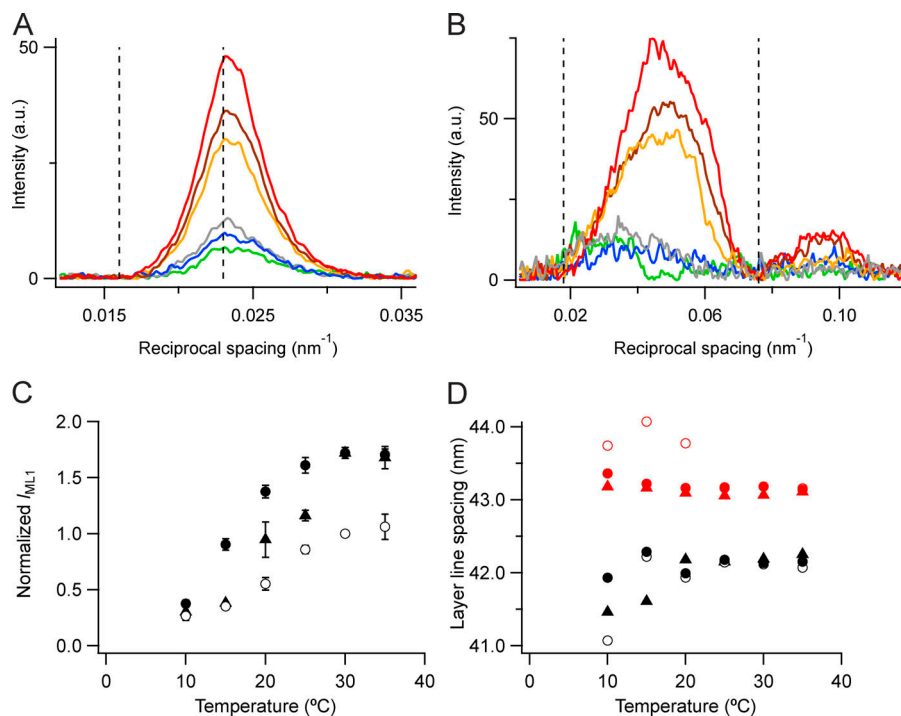 A
50
Intensity (a.u.)
0
0.015
0.025
0.035
Reciprocal spacing (nm⁻¹)
B
50
Intensity (a.u.)
0
0.02
0.06
0.10
Reciprocal spacing (nm⁻¹)
C
2.0
1.5
1.0
0.5
0.0
Normalized I_ML1
0
10
20
30
40
Temperature (ºC)
D
44.0
43.0
42.0
41.0
Layer line spacing (nm)
0
10
20
30
40
Temperature (ºC)